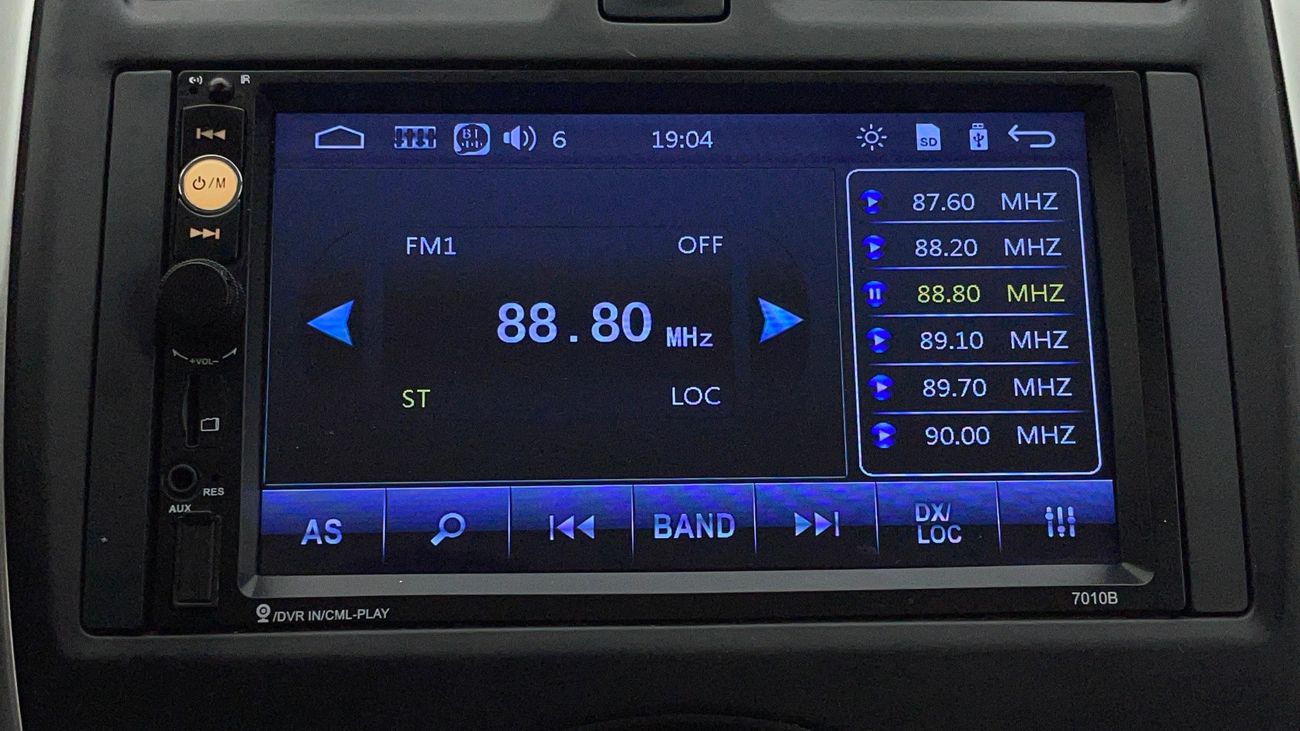 IR
⏻/M
6
19:04
SD
BT
FM1
OFF
88.80 MHz
ST
LOC
87.60 MHZ
88.20 MHZ
88.80 MHZ
89.10 MHZ
89.70 MHZ
90.00 MHZ
+VOL-
RES
AUX
AS
BAND
DX/
LOC
/DVR IN/CML-PLAY
7010B